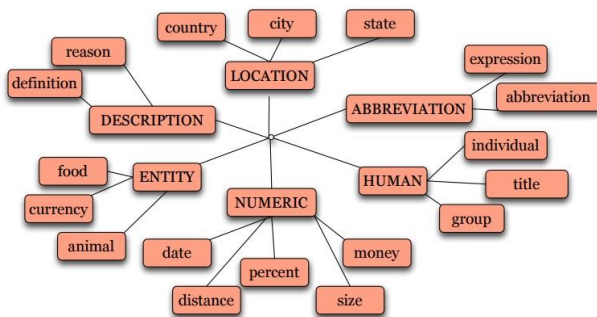 country
city
state
LOCATION
reason
definition
DESCRIPTION
expression
abbreviation
ABBREVIATION
food
ENTITY
currency
animal
individual
HUMAN
title
group
NUMERIC
date
money
percent
distance
size